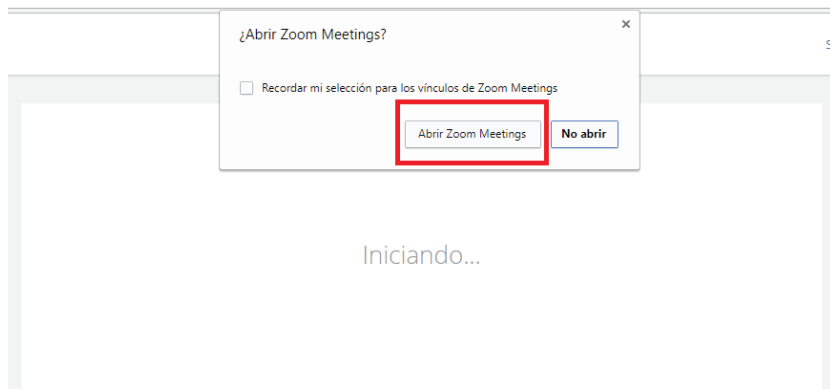 ¿Abrir Zoom Meetings?
Recordar mi selección para los vínculos de Zoom Meetings
Abrir Zoom Meetings No abrir
Iniciando...